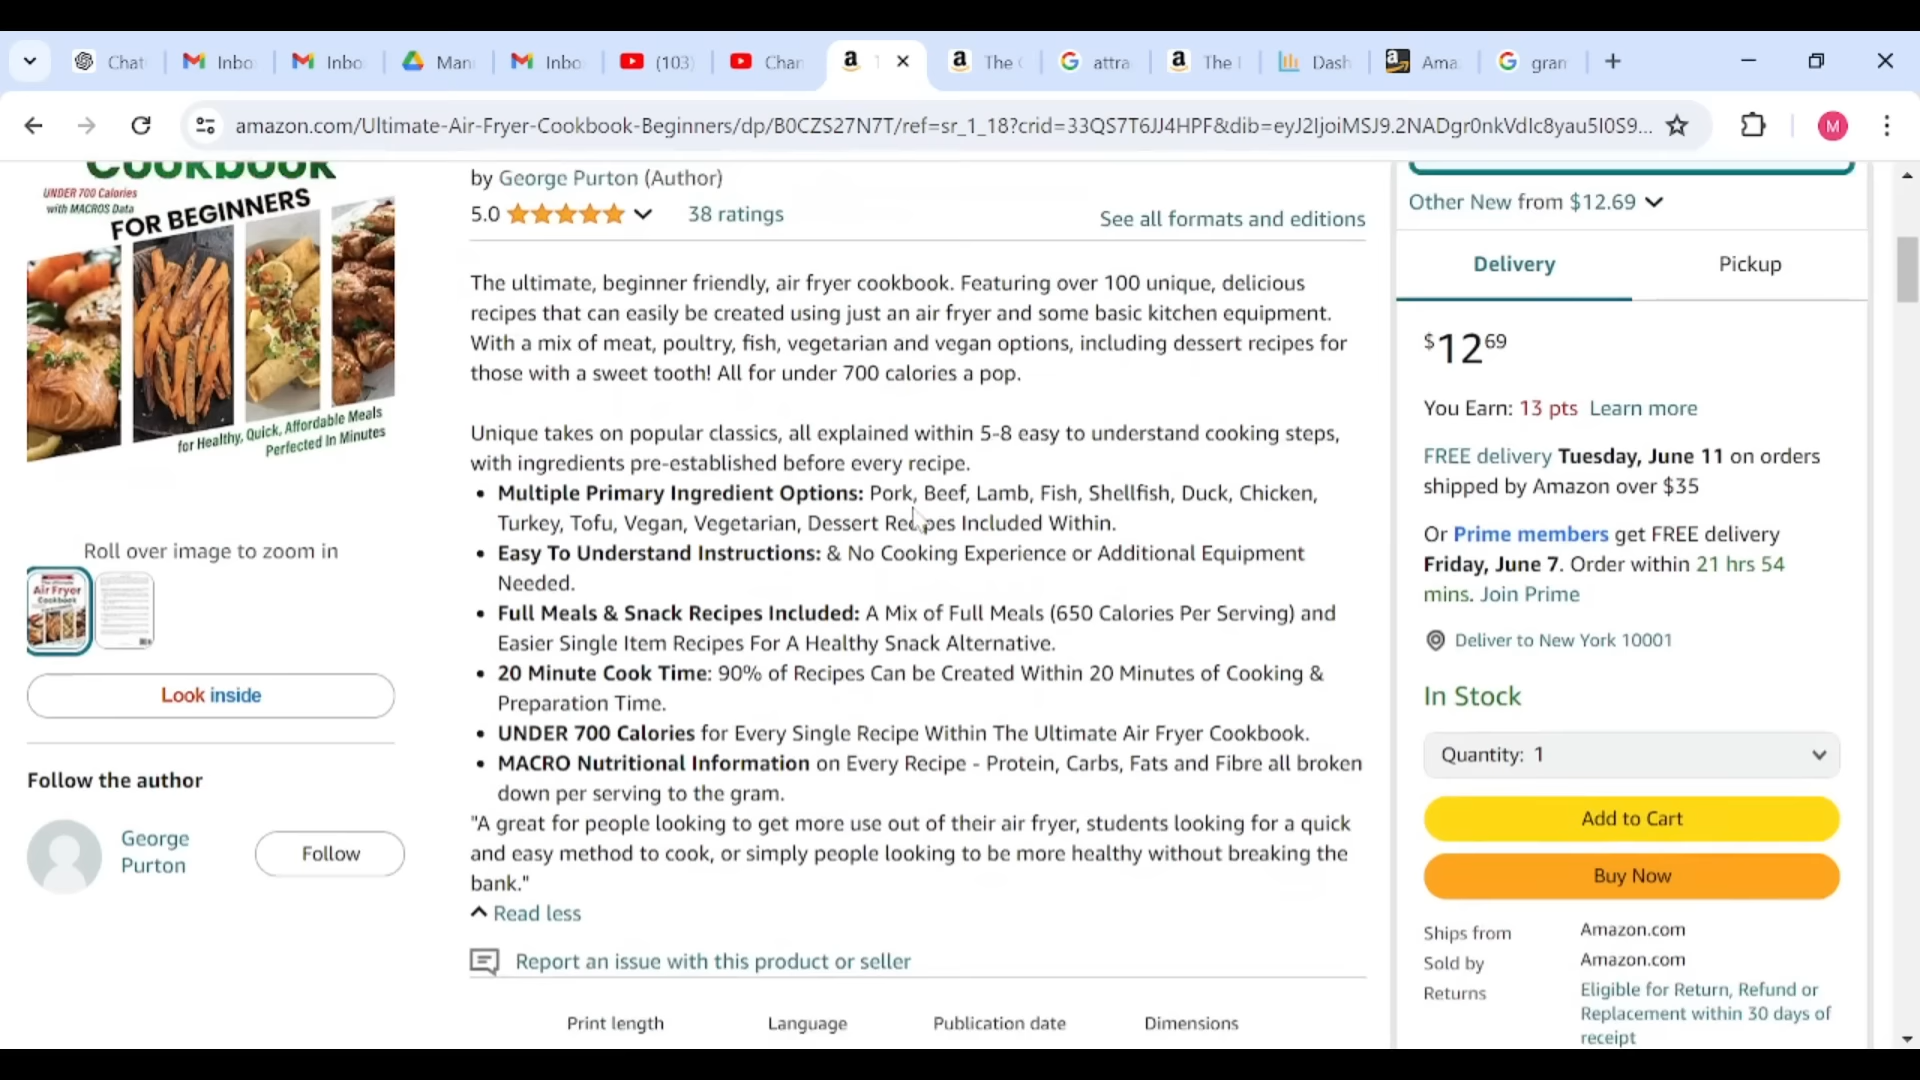 Chat
Inbo
Inbo
Man
Inbo
(103)
Chan
The
attra
The
Dash
Ama
gran
amazon.com/Ultimate-Air-Fryer-Cookbook-Beginners/dp/B0CZS27N7T/ref=sr_1_18?crid=33QS7T6JJ4HPF&dib=eyJ2IjoiMSJ9.2NADgr0nkVdIc8yau5I0S9...
M
COOKBOOK
UNDER 700 Calories
with MACROS Data
FOR BEGINNERS
for Healthy, Quick, Affordable Meals
Perfected In Minutes
Roll over image to zoom in
Air Fryer
Cookbook
Look inside
Follow the author
George
Purton
Follow
by George Purton (Author)
5.0
38 ratings
See all formats and editions
The ultimate, beginner friendly, air fryer cookbook. Featuring over 100 unique, delicious
recipes that can easily be created using just an air fryer and some basic kitchen equipment.
With a mix of meat, poultry, fish, vegetarian and vegan options, including dessert recipes for
those with a sweet tooth! All for under 700 calories a pop.
Unique takes on popular classics, all explained within 5-8 easy to understand cooking steps,
with ingredients pre-established before every recipe.
• Multiple Primary Ingredient Options: Pork, Beef, Lamb, Fish, Shellfish, Duck, Chicken,
Turkey, Tofu, Vegan, Vegetarian, Dessert Recipes Included Within.
• Easy To Understand Instructions: & No Cooking Experience or Additional Equipment
Needed.
• Full Meals & Snack Recipes Included: A Mix of Full Meals (650 Calories Per Serving) and
Easier Single Item Recipes For A Healthy Snack Alternative.
• 20 Minute Cook Time: 90% of Recipes Can be Created Within 20 Minutes of Cooking &
Preparation Time.
• UNDER 700 Calories for Every Single Recipe Within The Ultimate Air Fryer Cookbook.
• MACRO Nutritional Information on Every Recipe - Protein, Carbs, Fats and Fibre all broken
down per serving to the gram.
"A great for people looking to get more use out of their air fryer, students looking for a quick
and easy method to cook, or simply people looking to be more healthy without breaking the
bank."
Read less
Report an issue with this product or seller
Print length
Language
Publication date
Dimensions
Other New from $12.69
Delivery
Pickup
$12 69
You Earn: 13 pts Learn more
FREE delivery Tuesday, June 11 on orders
shipped by Amazon over $35
Or Prime members get FREE delivery
Friday, June 7. Order within 21 hrs 54
mins. Join Prime
Deliver to New York 10001
In Stock
Quantity: 1
Add to Cart
Buy Now
Ships from Amazon.com
Sold by Amazon.com
Returns Eligible for Return, Refund or
Replacement within 30 days of
receipt